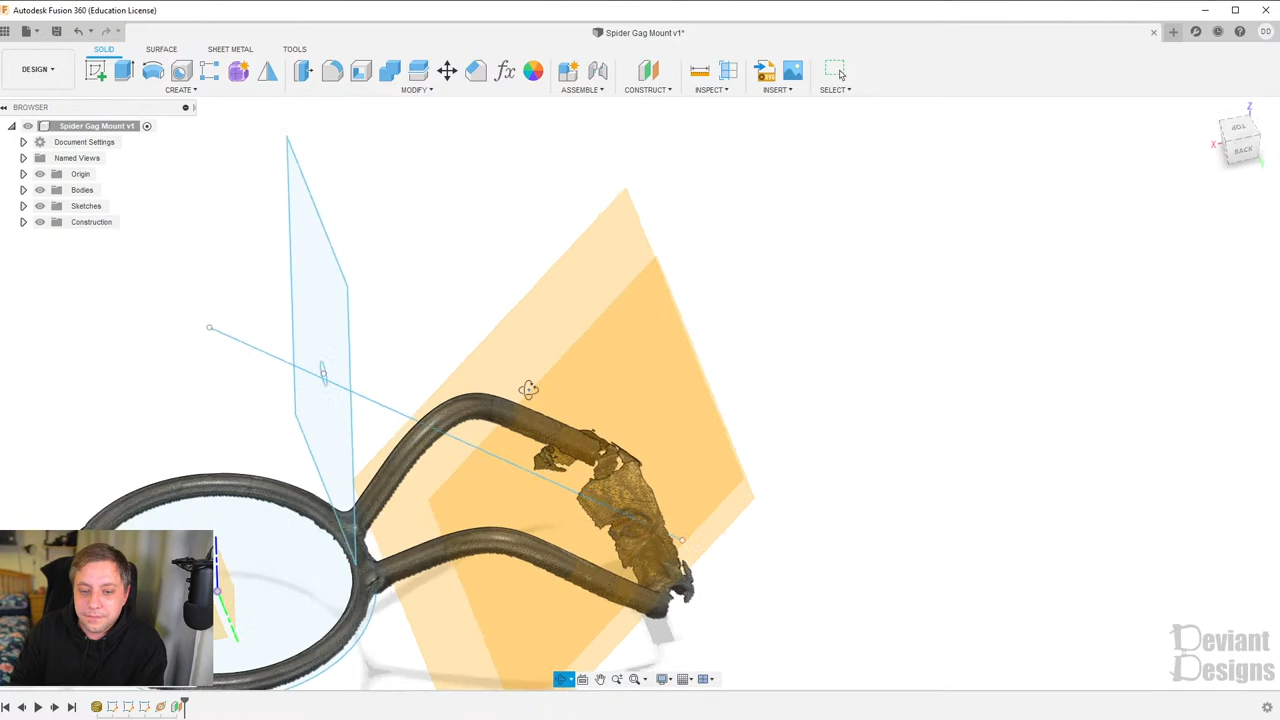 Autodesk Fusion 360 (Education License)
Spider Gag Mount v1*
DD
DESIGN
SOLID
SURFACE
SHEET METAL
TOOLS
CREATE
MODIFY
ASSEMBLE
CONSTRUCT
INSPECT
INSERT
SELECT
BROWSER
Spider Gag Mount v1
Document Settings
Named Views
Origin
Bodies
Sketches
Construction
Z
TOP
X
BACK
Y
Deviant
Designs